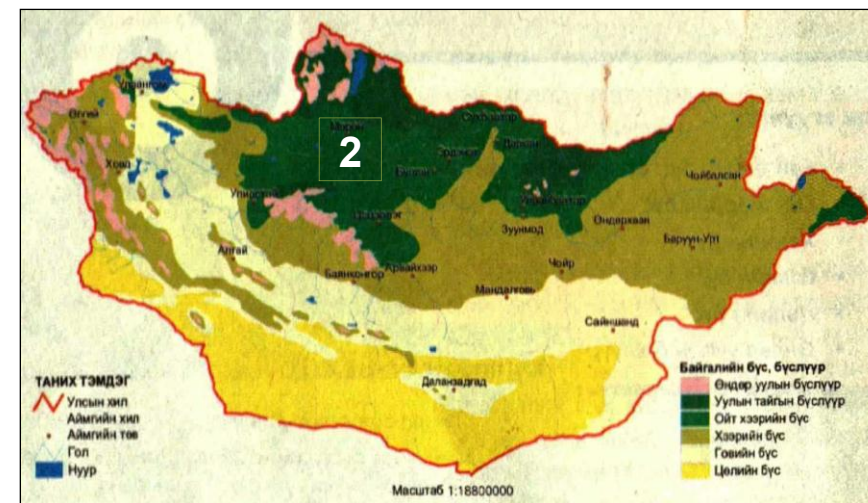 Улаангом
Өлгий
Ховд
Мөрөн
2
Сүхбаатар
Дархан
Эрдэнэт
Булган
Улиастай
Цэцэрлэг
Улаанбаатар
Зуунмод
Өндөрхаан
Чойбалсан
Баруун-Урт
Алтай
Баянхонгор
Арвайхээр
Чойр
Мандалговь
Сайншанд
Даланзадгад
ТАНИХ ТЭМДЭГ
Улсын хил
Аймгийн хил
Аймгийн төв
Гол
Нуур
Байгалийн бүс, бүслүүр
Өндөр уулын бүслүүр
Уулын тайгын бүслүүр
Ойт хээрийн бүс
Хээрийн бүс
Говийн бүс
Цөлийн бүс
Масштаб 1:18800000